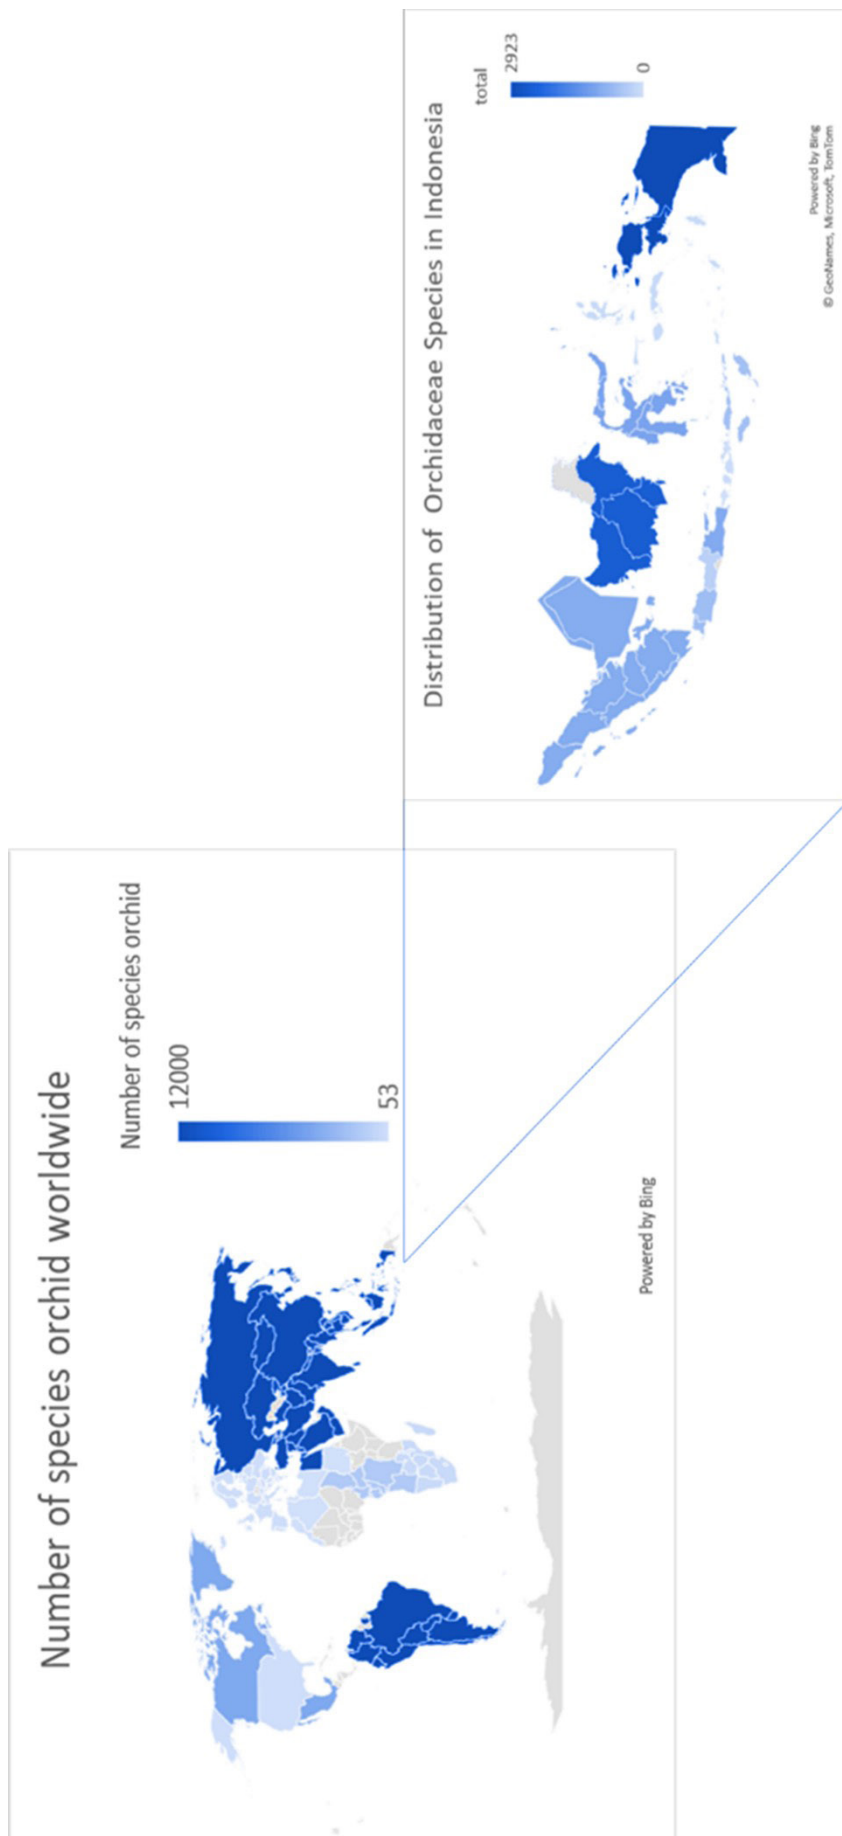 Number of species orchid worldwide
Number of species orchid
12000
53
Powered by Bing
Distribution of  Orchidaceae Species in Indonesia
total
2923
0
Powered by Bing
© GeoNames, Microsoft, TomTom